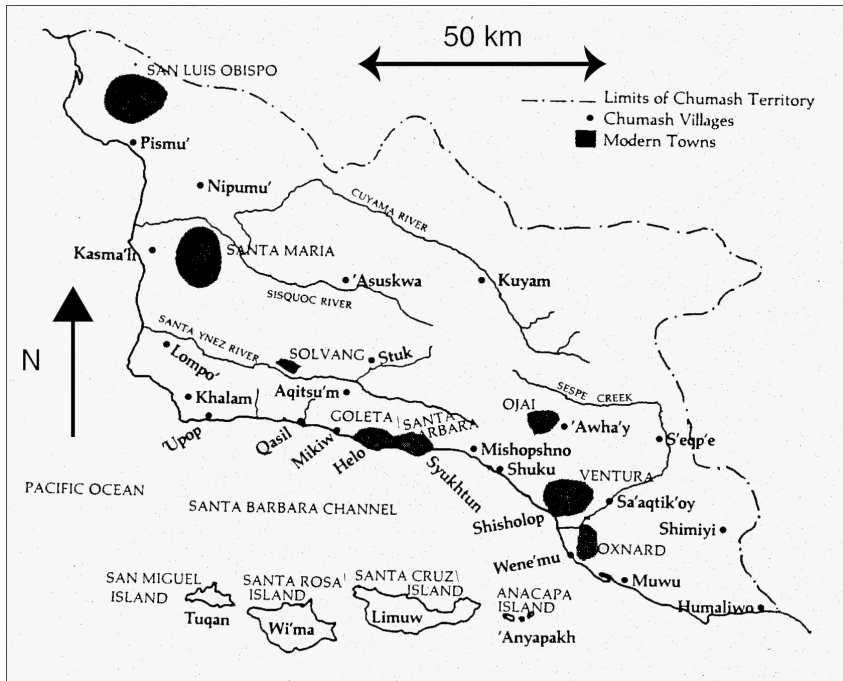 50 km
SAN LUIS OBISPO
Limits of Chumash Territory
Chumash Villages
Modern Towns
Pismu'
Nipumu'
CUYAMA RIVER
Kasma'li
SANTA MARIA
'Asuskwa
Kuyam
SISQUOC RIVER
N
SANTA YNEZ RIVER
SOLVANG
Stuk
Lompo'
Khalam
Aqitsu'm
SESPE CREEK
'Upop
Qasil
Mikiw
GOLETA
Helo
SANTA
BARBARA
Syukhtun
OJAI
'Awha'y
S'eqp'e
Mishopshno
Shuku
VENTURA
PACIFIC OCEAN
SANTA BARBARA CHANNEL
Shisholop
Sa'aqtik'oy
Shimiyi
OXNARD
Wene'mu
Muwu
Humaliwo
SAN MIGUEL
ISLAND
Tuqan
SANTA ROSA
ISLAND
Wi'ma
SANTA CRUZ
ISLAND
Limuw
ANACAPA
ISLAND
'Anyapakh